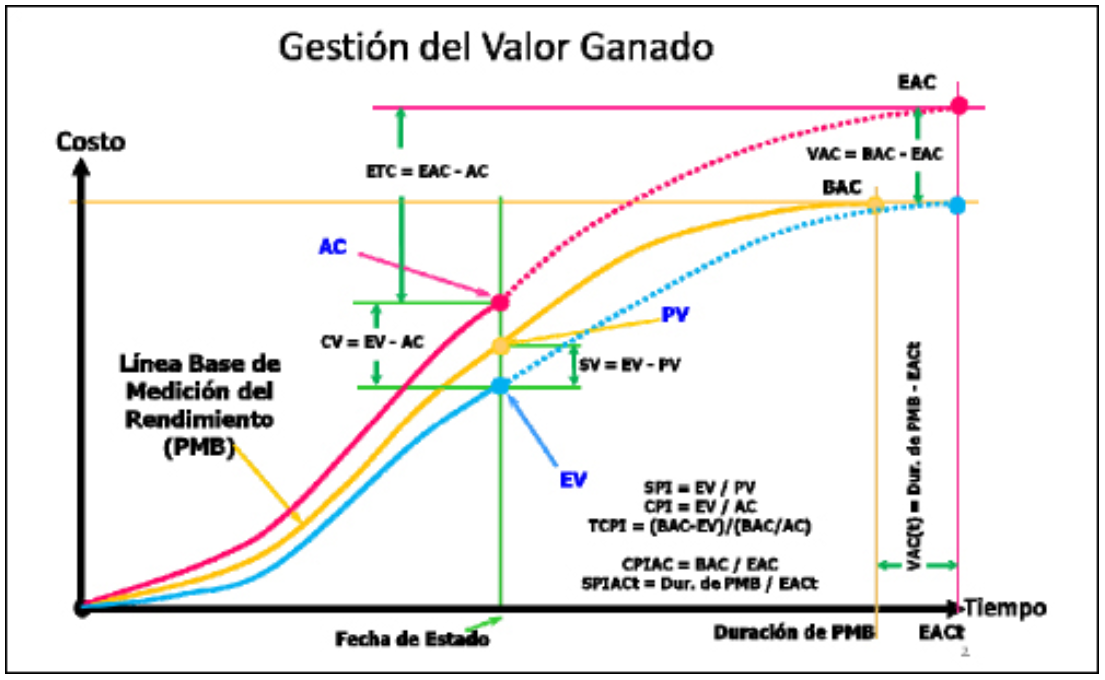 Gestión del Valor Ganado
EAC
Costo
VAC = BAC - EAC
ETC = EAC - AC
BAC
AC
PV
CV = EV - AC
SV = EV - PV
Línea Base de
Medición del
Rendimiento
(PMB)
EV
SPI = EV / PV
CPI = EV / AC
TCPI = (BAC-EV)/(BAC/AC)
CPIAC = BAC / EAC
SPIACt = Dur. de PMB / EACt
VAC(t) = Dur. de PMB - EACt
Tiempo
Fecha de Estado
Duración de PMB
EACt
2